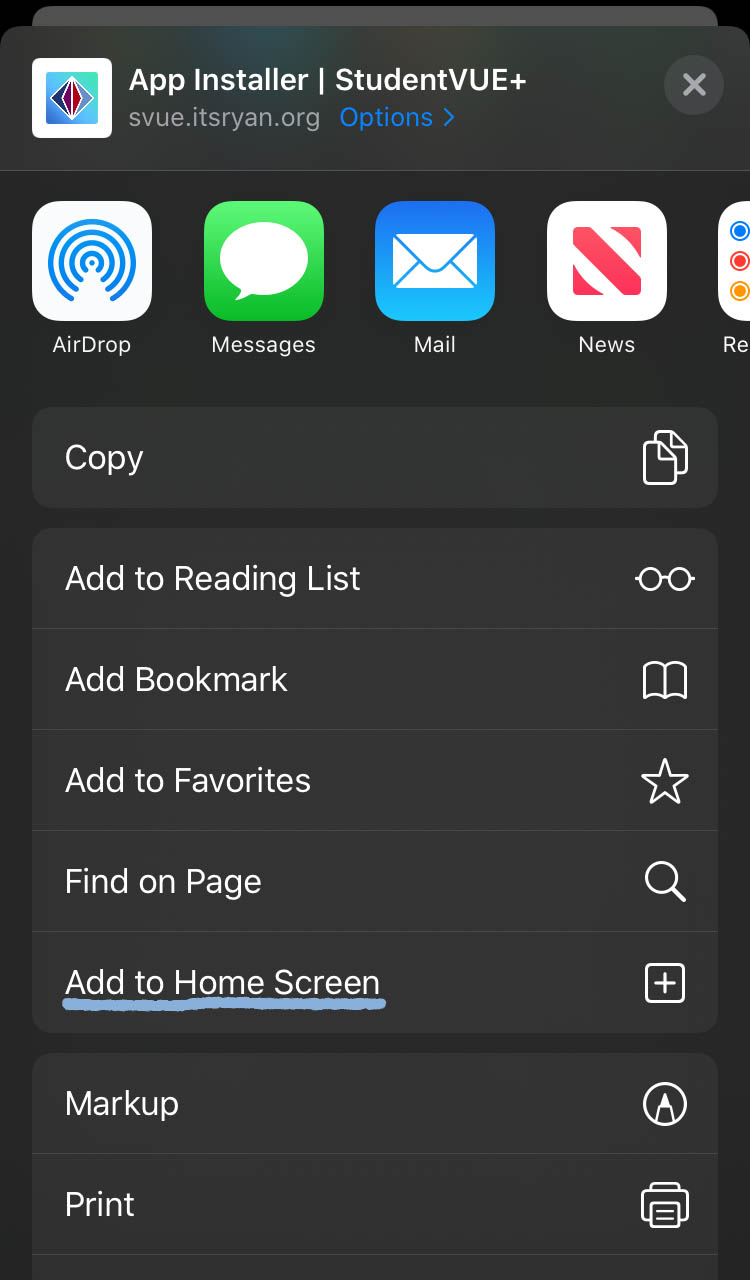 App Installer | StudentVUE+
svue.itsryan.org Options >
AirDrop Messages Mail News Re
Copy
Add to Reading List
Add Bookmark
Add to Favorites
Find on Page
Add to Home Screen
Markup
Print